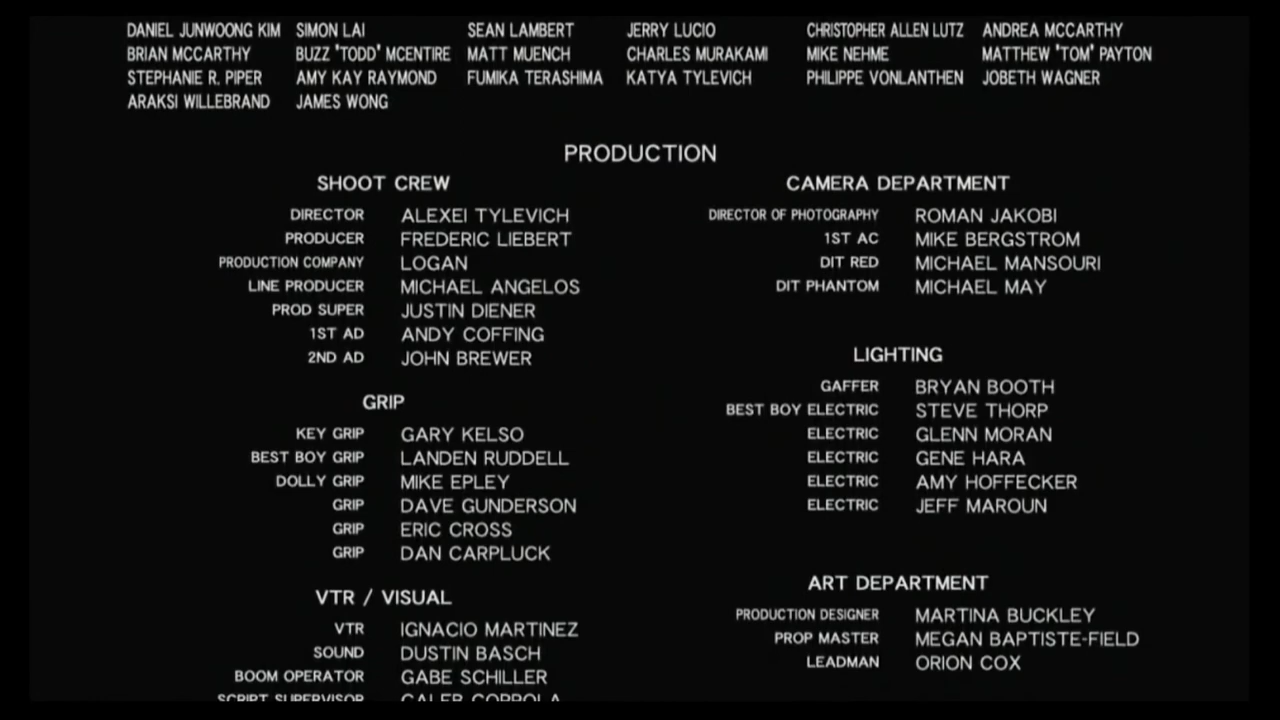 DANIEL JUNWOONG KIM SIMON LAI SEAN LAMBERT JERRY LUCIO CHRISTOPHER ALLEN LUTZ ANDREA MCCARTHY
BRIAN MCCARTHY BUZZ "TODD" MCENTIRE MATT MUENCH CHARLES MURAKAMI MIKE NEHME MATTHEW "TOM" PAYTON
STEPHANIE R. PIPER AMY KAY RAYMOND FUMIKA TERASHIMA KATYA TYLEVICH PHILIPPE VONLANTHEN JOBETH WAGNER
ARAKSI WILLEBRAND JAMES WONG
PRODUCTION
SHOOT CREW
DIRECTOR ALEXEI TYLEVICH
PRODUCER FREDERIC LIEBERT
PRODUCTION COMPANY LOGAN
LINE PRODUCER MICHAEL ANGELOS
PROD SUPER JUSTIN DIENER
1ST AD ANDY COFFING
2ND AD JOHN BREWER
GRIP
KEY GRIP GARY KELSO
BEST BOY GRIP LANDEN RUDDELL
DOLLY GRIP MIKE EPLEY
GRIP DAVE GUNDERSON
GRIP ERIC CROSS
GRIP DAN CARPLUCK
VTR / VISUAL
VTR IGNACIO MARTINEZ
SOUND DUSTIN BASCH
BOOM OPERATOR GABE SCHILLER
SCRIPT SUPERVISOR CALEB COPPOLA
CAMERA DEPARTMENT
DIRECTOR OF PHOTOGRAPHY ROMAN JAKOBI
1ST AC MIKE BERGSTROM
DIT RED MICHAEL MANSOURI
DIT PHANTOM MICHAEL MAY
LIGHTING
GAFFER BRYAN BOOTH
BEST BOY ELECTRIC STEVE THORP
ELECTRIC GLENN MORAN
ELECTRIC GENE HARA
ELECTRIC AMY HOFFECKER
ELECTRIC JEFF MAROUN
ART DEPARTMENT
PRODUCTION DESIGNER MARTINA BUCKLEY
PROP MASTER MEGAN BAPTISTE-FIELD
LEADMAN ORION COX